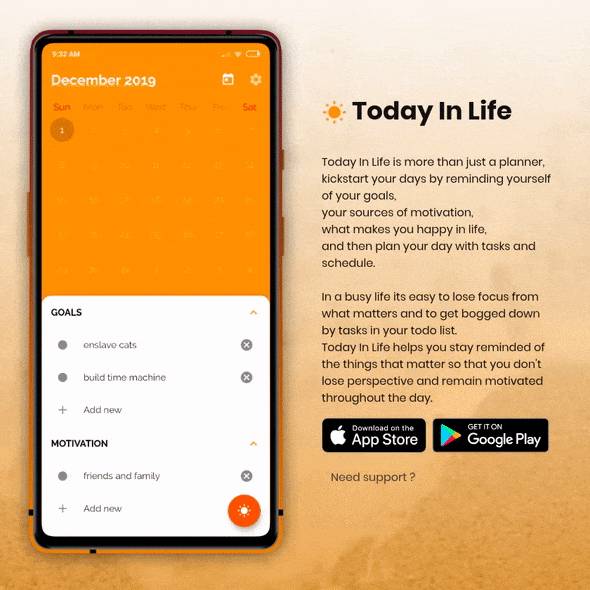 9:32 AM
December 2019
Sun Mon Tue Wed Thu Fri Sat
1
GOALS
enslave cats
build time machine
Add new
MOTIVATION
friends and family
Add new
Today In Life
Today In Life is more than just a planner,
kickstart your days by reminding yourself
of your goals,
your sources of motivation,
what makes you happy in life,
and then plan your day with tasks and
schedule.
In a busy life its easy to lose focus from
what matters and to get bogged down
by tasks in your todo list.
Today In Life helps you stay reminded of
the things that matter so that you don't
lose perspective and remain motivated
throughout the day.
Download on the
App Store
GET IT ON
Google Play
Need support ?